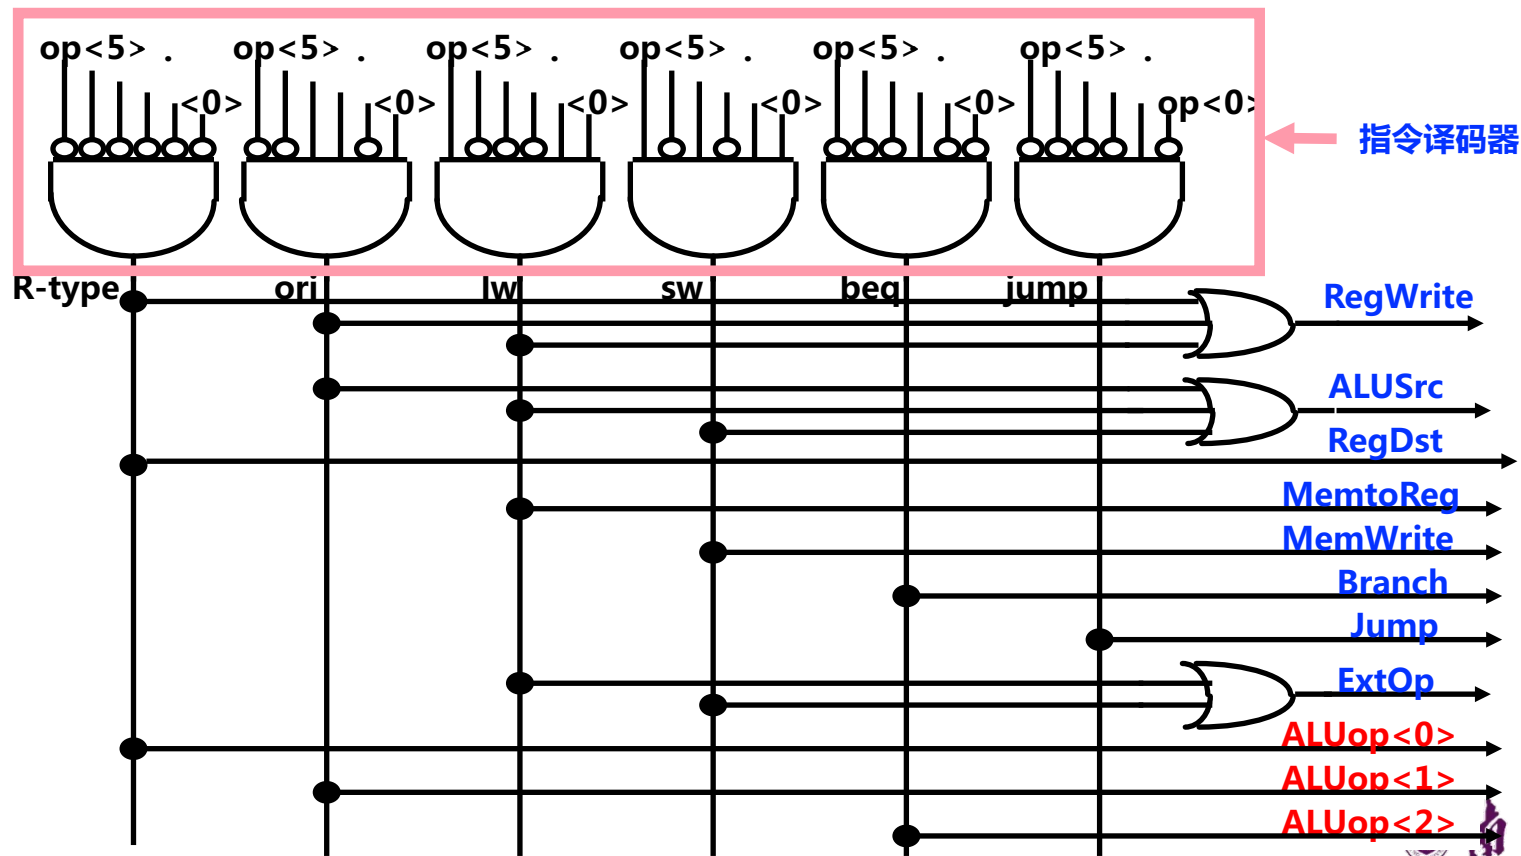 op<5> . op<5> . op<5> . op<5> . op<5> . op<5> .
<0> <0> <0> <0> <0> op<0>
指令译码器
R-type ori lw sw beq jump
RegWrite
ALUSrc
RegDst
MemtoReg
MemWrite
Branch
Jump
ExtOp
ALUop<0>
ALUop<1>
ALUop<2>